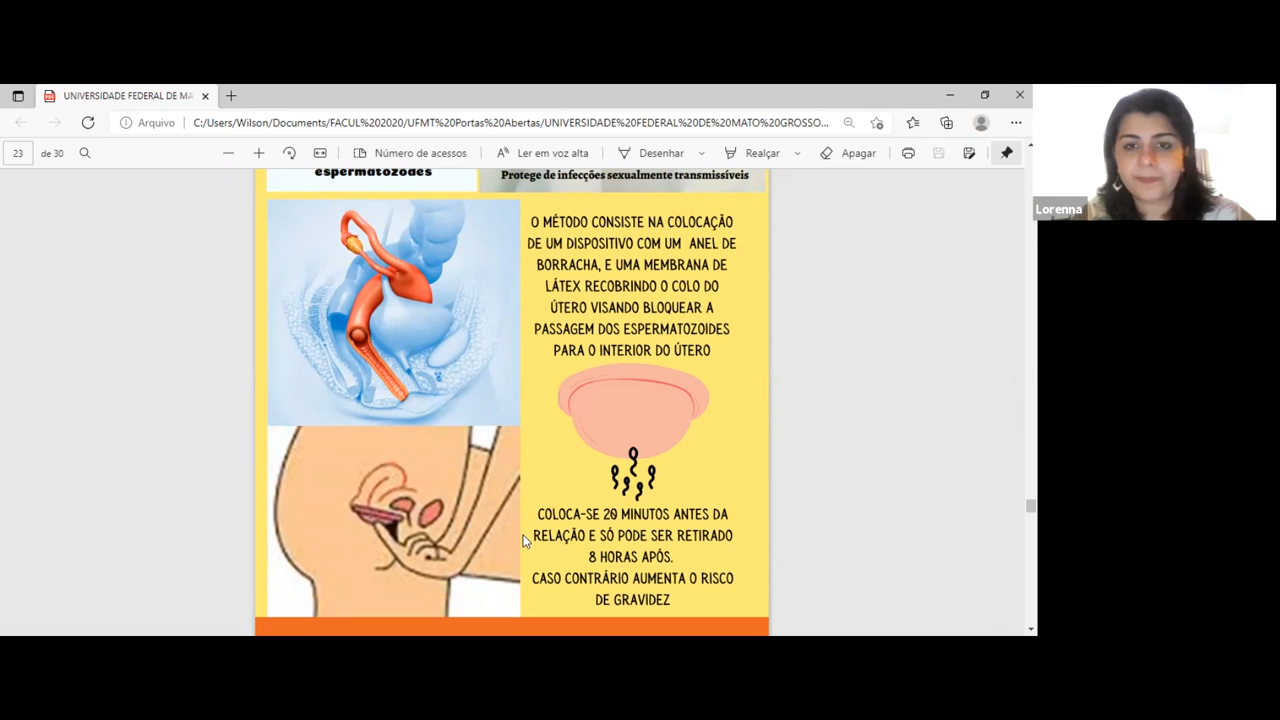 UNIVERSIDADE FEDERAL DE MA
Arquivo
C:/Users/Wilson/Documents/FACUL%202020/UFMT%20Portas%20Abertas/UNIVERSIDADE%20FEDERAL%20DE%20MATO%20GROSSO...
23 de 30
Número de acessos
Ler em voz alta
Desenhar
Realçar
Apagar
Lorenna
espermatozodes
Protege de infecções sexualmente transmissíveis
O MÉTODO CONSISTE NA COLOCAÇÃO
DE UM DISPOSITIVO COM UM ANEL DE
BORRACHA, E UMA MEMBRANA DE
LÁTEX RECOBRINDO O COLO DO
ÚTERO VISANDO BLOQUEAR A
PASSAGEM DOS ESPERMATOZOIDES
PARA O INTERIOR DO ÚTERO
COLOCA-SE 20 MINUTOS ANTES DA
RELAÇÃO E SÓ PODE SER RETIRADO
8 HORAS APÓS.
CASO CONTRÁRIO AUMENTA O RISCO
DE GRAVIDEZ